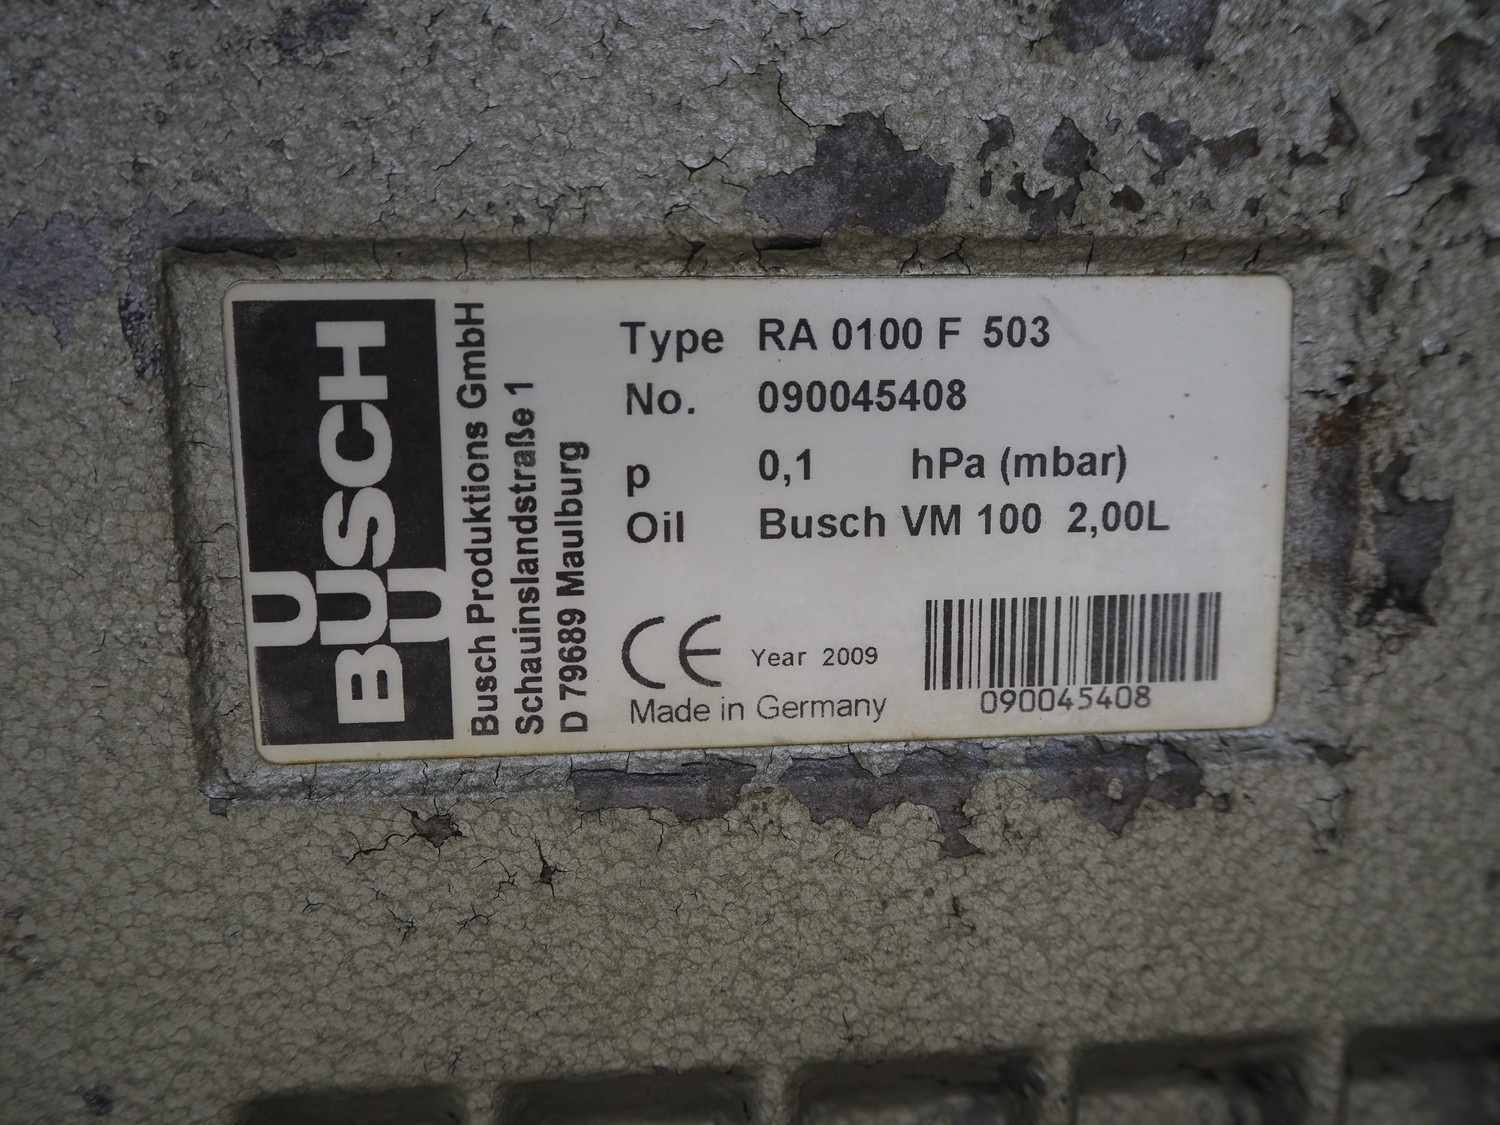 BUSCH
U U
Busch Produktions GmbH
Schauinslandstraße 1
D 79689 Maulburg
Type RA 0100 F 503
No. 090045408
p 0,1 hPa (mbar)
Oil Busch VM 100 2,00L
CE Year 2009
Made in Germany
090045408